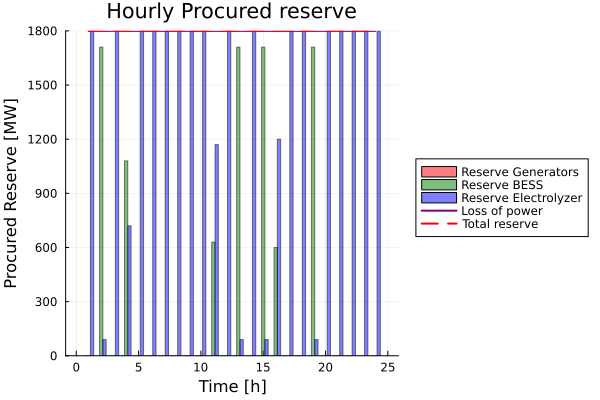 Hourly Procured reserve
Procured Reserve [MW]
1800
1500
1200
900
600
300
0
0 5 10 15 20 25
Time [h]
Reserve Generators
Reserve BESS
Reserve Electrolyzer
Loss of power
Total reserve